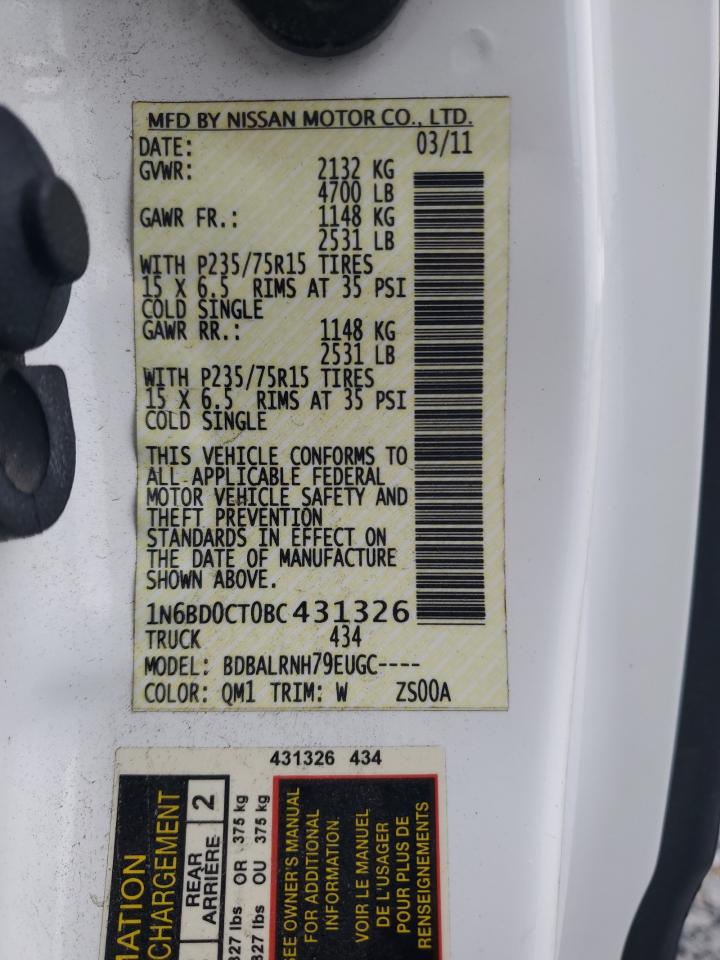 MFD BY NISSAN MOTOR CO., LTD.
DATE: 03/11
GVWR: 2132 KG
4700 LB
GAWR FR.: 1148 KG
2531 LB
WITH P235/75R15 TIRES
15 X 6.5 RIMS AT 35 PSI
COLD SINGLE
GAWR RR.: 1148 KG
2531 LB
WITH P235/75R15 TIRES
15 X 6.5 RIMS AT 35 PSI
COLD SINGLE
THIS VEHICLE CONFORMS TO
ALL APPLICABLE FEDERAL
MOTOR VEHICLE SAFETY AND
THEFT PREVENTION
STANDARDS IN EFFECT ON
THE DATE OF MANUFACTURE
SHOWN ABOVE.
1N6BD0CT0BC431326
TRUCK 434
MODEL: BDBALRNH79EUGC----
COLOR: QM1 TRIM: W ZS00A
431326 434
REAR
ARRIÈRE
2
lbs OR 375 kg
lbs OU 375 kg
SEE OWNER'S MANUAL
FOR ADDITIONAL
INFORMATION
VOIR LE MANUEL
DE L'USAGER
POUR PLUS DE
RENSEIGNEMENTS